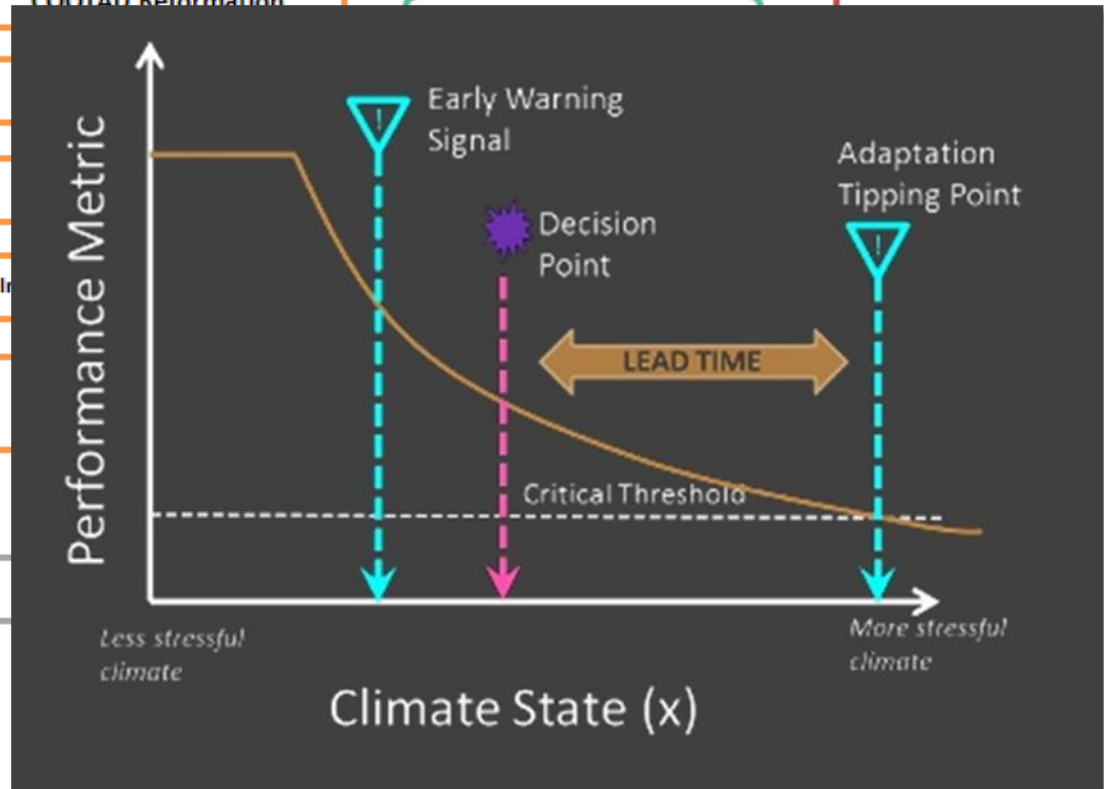 Performance Metric
Early Warning
Signal
Decision
Point
Adaptation
Tipping Point
LEAD TIME
Critical Threshold
Less stressful
climate
More stressful
climate
Climate State (x)